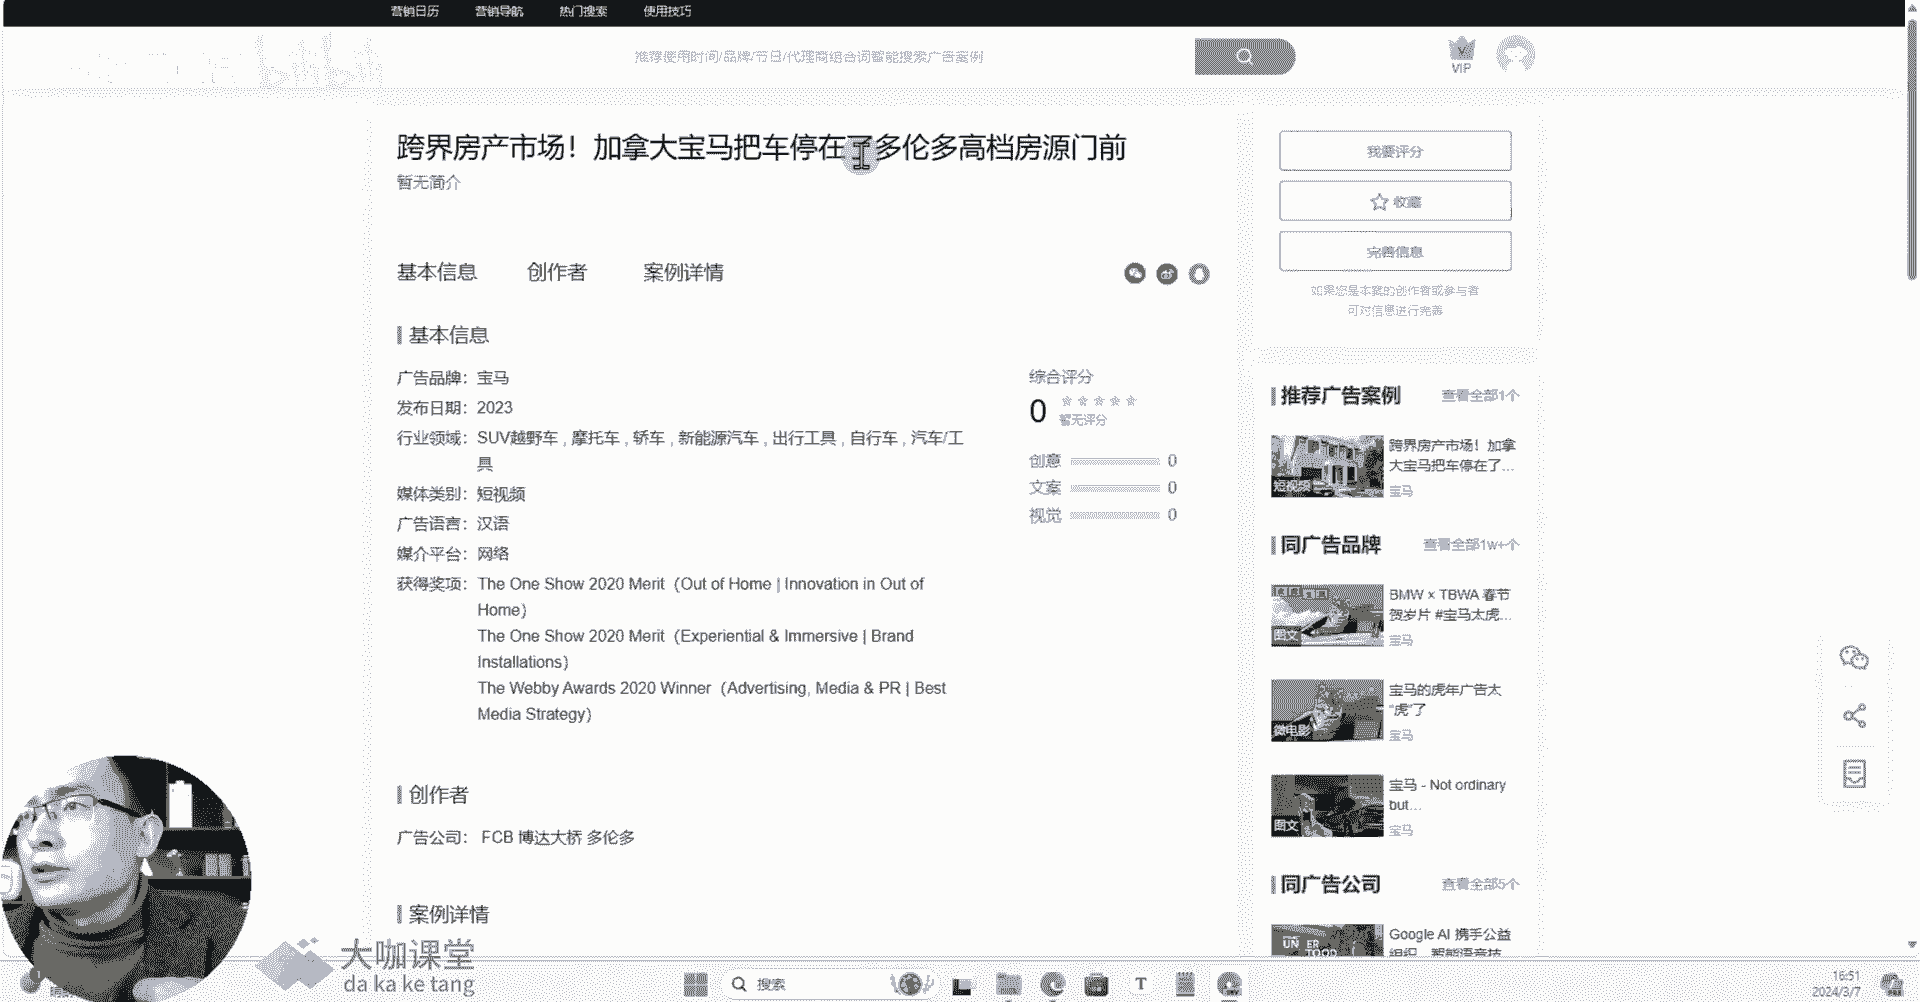 营销日历 营销导航 热门搜索 使用技巧
推荐使用时间/品牌/节日/代理商组合词智能搜索广告案例
VIP
跨界房产市场！加拿大宝马把车停在了多伦多高档房源门前
暂无简介
基本信息 创作者 案例详情
基本信息
广告品牌：宝马
发布日期：2023
行业领域：SUV越野车 , 摩托车 , 轿车 , 新能源汽车 , 出行工具 , 自行车 , 汽车/工
具
媒体类别：短视频
广告语言：汉语
媒介平台：网络
获得奖项：The One Show 2020 Merit（Out of Home | Innovation in Out of
Home）
The One Show 2020 Merit（Experiential & Immersive | Brand
Installations）
The Webby Awards 2020 Winner（Advertising, Media & PR | Best
Media Strategy）
综合评分
0
暂无评分
创意 0
文案 0
视觉 0
创作者
广告公司： FCB 博达大桥 多伦多
案例详情
我要评分
收藏
完善信息
如果您是本案的创作者或参与者
可对信息进行完善
推荐广告案例 查看全部1个
短视频
跨界房产市场！加拿
大宝马把车停在了...
宝马
同广告品牌 查看全部1w+个
图文
BMW × TBWA 春节
贺岁片 #宝马太虎...
宝马
微电影
宝马的虎年广告太
“虎”了
宝马
图文
宝马 - Not ordinary
but...
宝马
同广告公司 查看全部5个
Google AI 携手公益
大咖课堂
da ka ke tang
搜索
16:51
2024/3/7